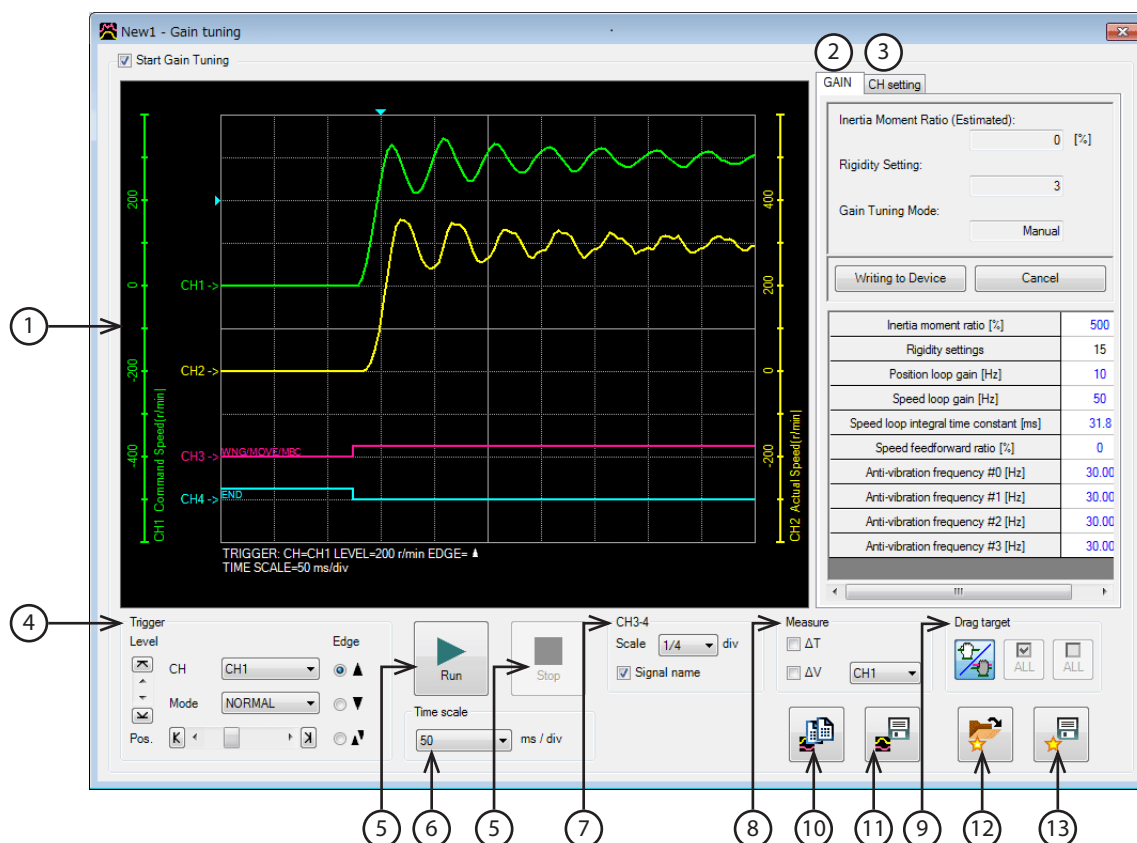 New1 - Gain tuning
Start Gain Tuning
2
3
GAIN
CH setting
Inertia Moment Ratio (Estimated):
0 [%]
Rigidity Setting:
3
Gain Tuning Mode:
Manual
Writing to Device
Cancel
Inertia moment ratio [%] 500
Rigidity settings 15
Position loop gain [Hz] 10
Speed loop gain [Hz] 50
Speed loop integral time constant [ms] 31.8
Speed feedforward ratio [%] 0
Anti-vibration frequency #0 [Hz] 30.00
Anti-vibration frequency #1 [Hz] 30.00
Anti-vibration frequency #2 [Hz] 30.00
Anti-vibration frequency #3 [Hz] 30.00
1
200
0
-200
-400
CH1 Command Speed[r/min]
CH1 ->
CH2 ->
CH3 -> WNG/MOVE/MBC
CH4 -> END
400
200
0
-200
CH2 Actual Speed[r/min]
TRIGGER: CH=CH1 LEVEL=200 r/min EDGE=
TIME SCALE=50 ms/div
4
Trigger
Level
Edge
CH CH1
Mode NORMAL
Pos.
Run
Stop
Time scale
50 ms / div
CH3-4
Scale 1/4 div
Signal name
Measure
ΔT
ΔV CH1
Drag target
ALL
ALL
5
6
5
7
8
10
11
9
12
13